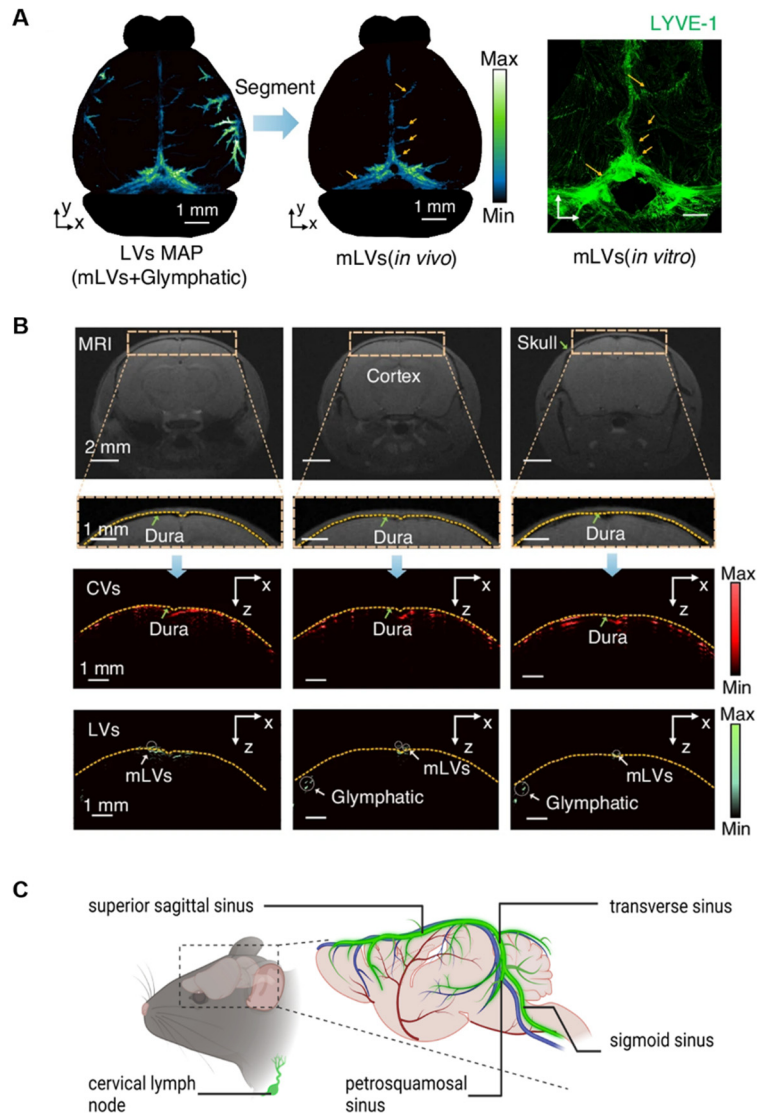 A
LYVE-1
Segment
Max
Min
y
x
1 mm
y
x
1 mm
LVs MAP
(mLVs+Glymphatic)
mLVs(in vivo)
mLVs(in vitro)
B
MRI
Cortex
Skull
2 mm
1 mm
Dura
Dura
Dura
CVs
x
z
x
z
x
z
Max
Dura
Dura
Dura
1 mm
Min
LVs
x
z
x
z
x
z
Max
mLVs
mLVs
mLVs
Glymphatic
Glymphatic
1 mm
Min
C
superior sagittal sinus
transverse sinus
sigmoid sinus
cervical lymph
node
petrosquamosal
sinus